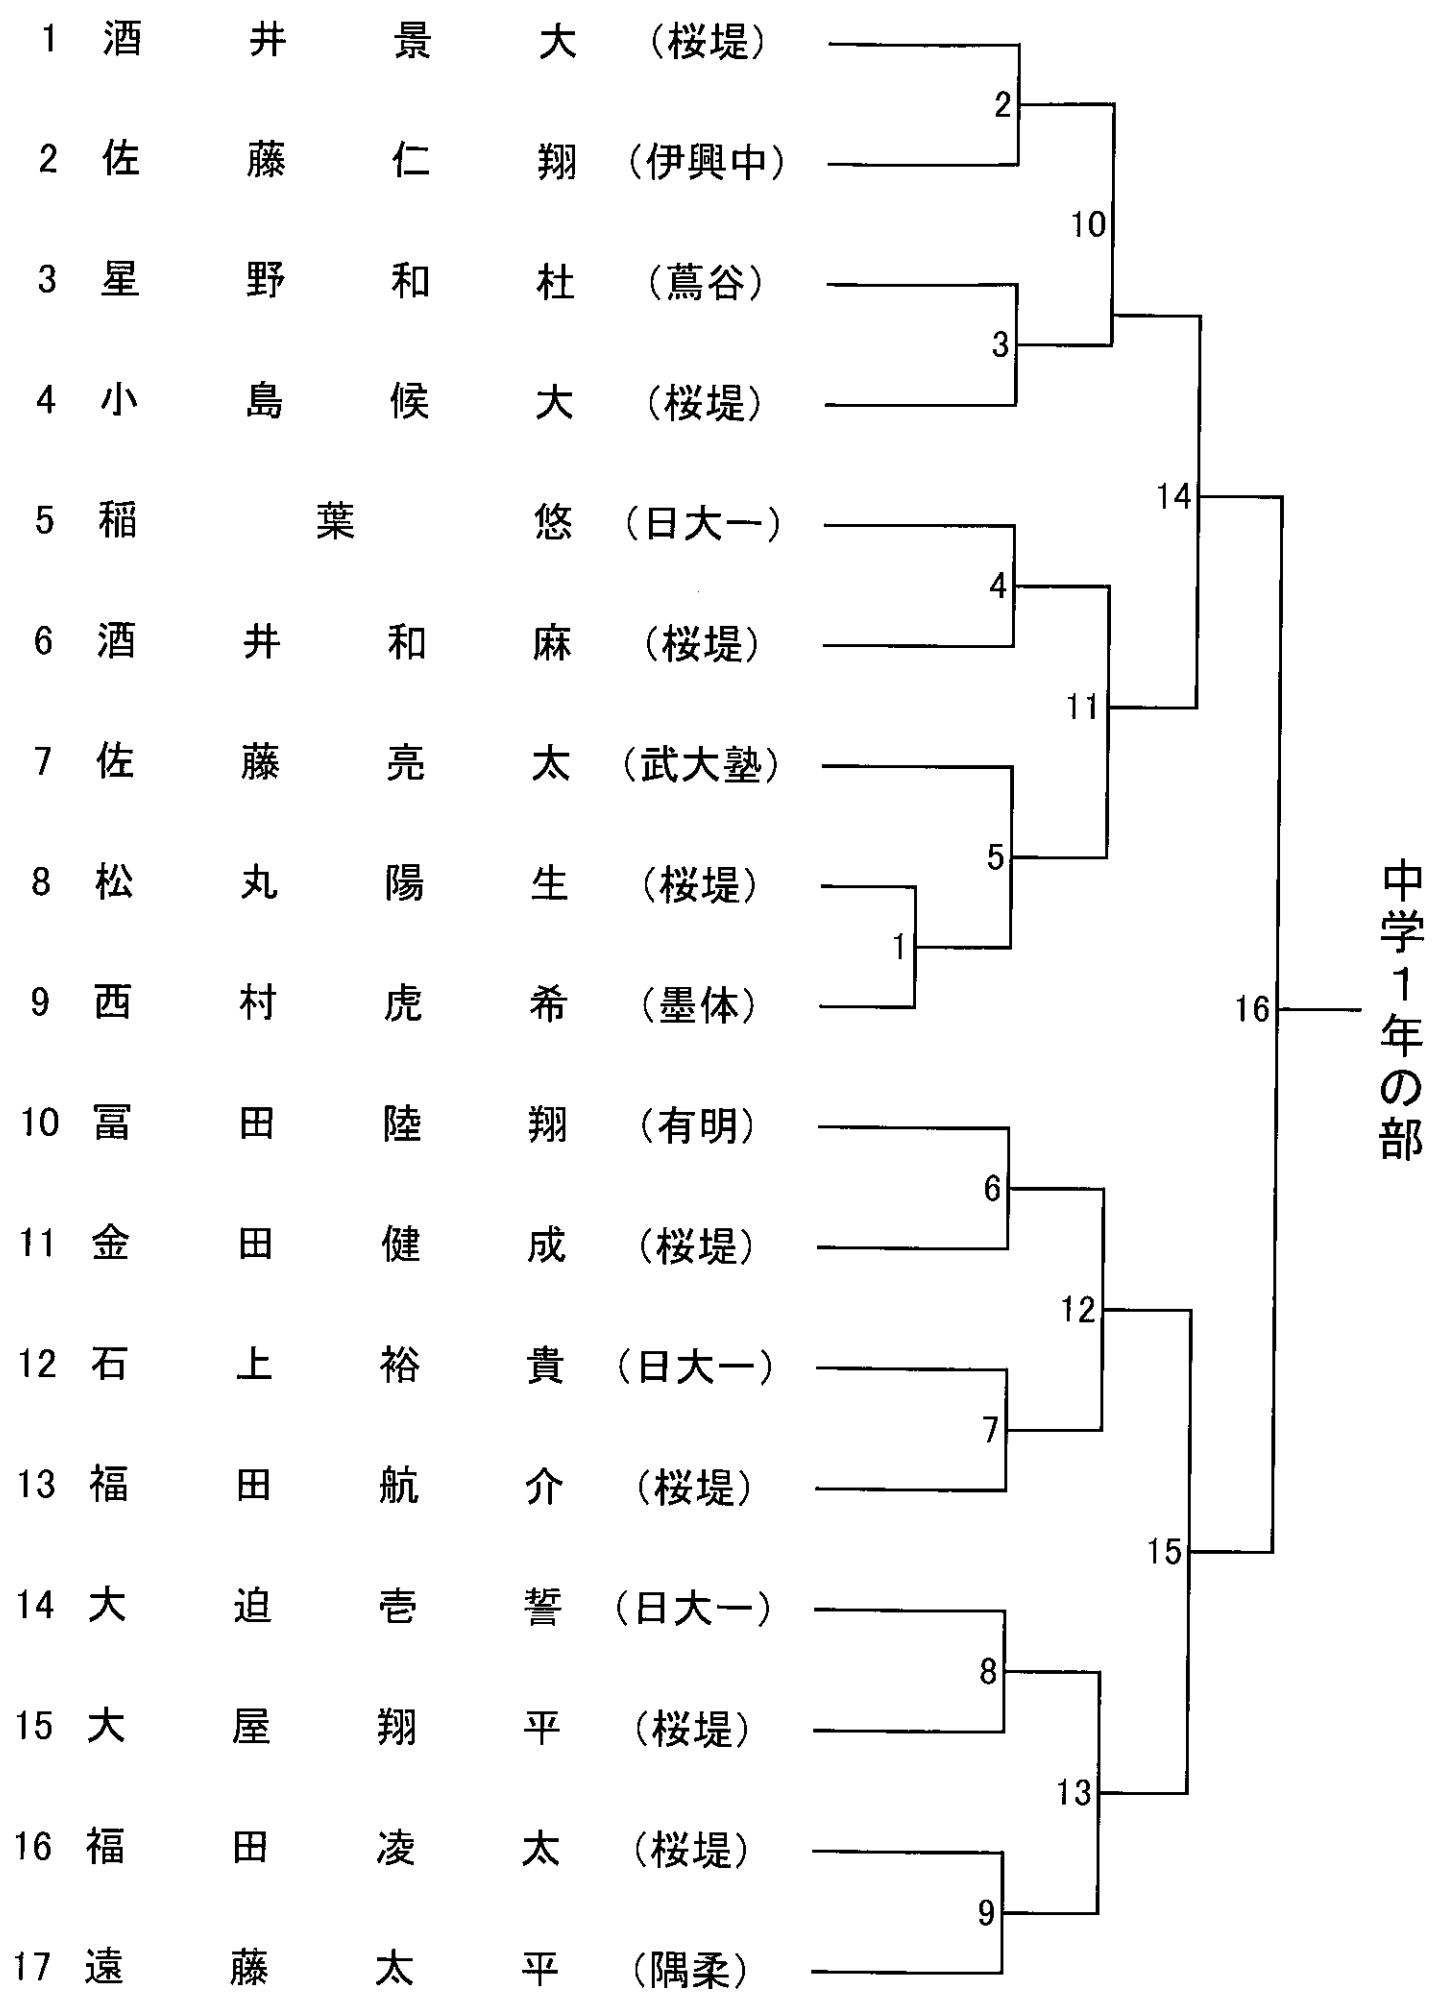 1 酒井景大 (桜堤)
2 佐藤仁翔 (伊興中)
3 星野和杜 (蔦谷)
4 小島候大 (桜堤)
5 稲葉悠 (日大一)
6 酒井和麻 (桜堤)
7 佐藤亮太 (武大塾)
8 松丸陽生 (桜堤)
9 西村虎希 (墨体)
10 冨田陸翔 (有明)
11 金田健成 (桜堤)
12 石上裕貴 (日大一)
13 福田航介 (桜堤)
14 大迫壱誓 (日大一)
15 大屋翔平 (桜堤)
16 福田凌太 (桜堤)
17 遠藤太平 (隅柔)
2
3
4
1
5
6
7
8
9
10
11
12
13
14
15
16
中学1年の部